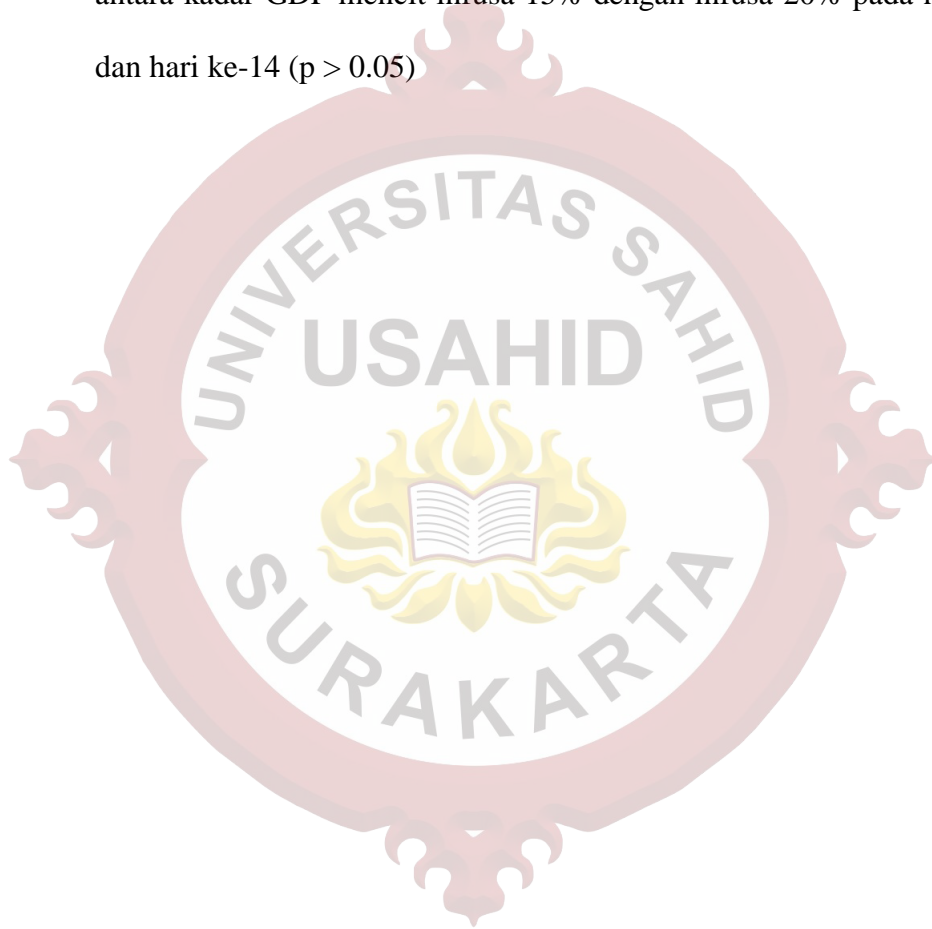 antara kadar GDP mencit infusa 15% dengan infusa 20% pada
dan hari ke-14 (p > 0.05)
UNIVERSITAS SAHID
USAHID
SURAKARTA